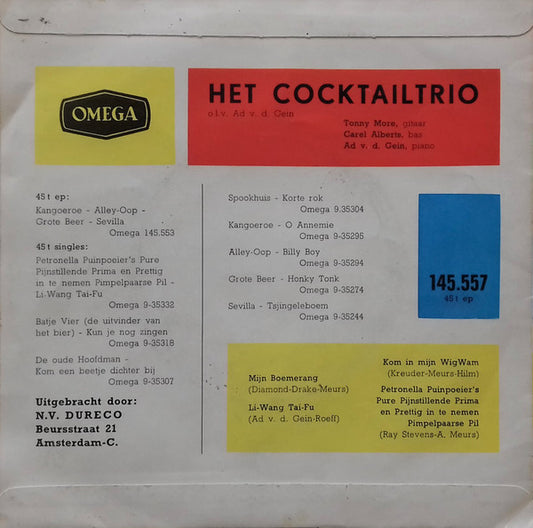 OMEGA
HET COCKTAILTRIO
o.l.v. Ad v. d. Gein
Tonny More, gitaar
Carel Alberts, bas
Ad v. d. Gein, piano
45 t ep:
Kangoeroe - Alley-Oop -
Grote Beer - Sevilla
Omega 145.553
45 t singles:
Petronella Puinpoeier's Pure
Pijnstillende Prima en Prettig
in te nemen Pimpelpaarse Pil -
Li-Wang Tai-Fu
Omega 9-35332
Batje Vier (de uitvinder van
het bier) - Kun je nog zingen
Omega 9-35318
De oude Hoofdman -
Kom een beetje dichter bij
Omega 9-35307
Uitgebracht door:
N.V. DURECO
Beursstraat 21
Amsterdam-C.
Spookhuis - Korte rok
Omega 9-35304
Kangoeroe - O Annemie
Omega 9-35295
Alley-Oop - Billy Boy
Omega 9-35294
Grote Beer - Honky Tonk
Omega 9-35274
Sevilla - Tsjingeleboem
Omega 9-35244
145.557
45 t ep
Mijn Boemerang
(Diamond-Drake-Meurs)
Li-Wang Tai-Fu
(Ad v. d. Gein-Roeff)
Kom in mijn WigWam
(Kreuder-Meurs-Hilm)
Petronella Puinpoeier's
Pure Pijnstillende Prima
en Prettig in te nemen
Pimpelpaarse Pil
(Ray Stevens-A. Meurs)